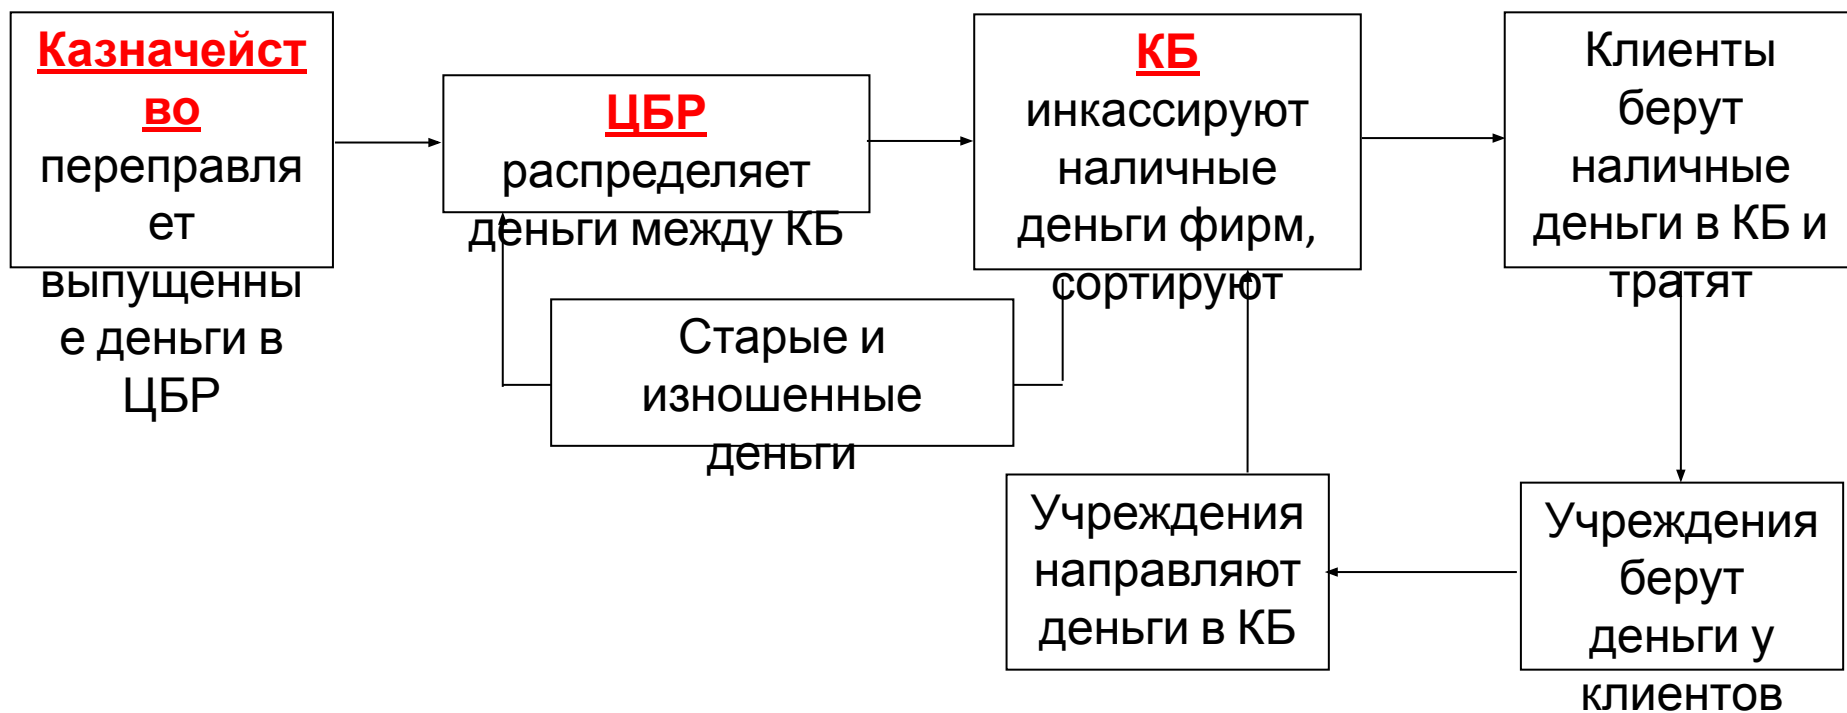 Казначейст
во
переправля
ет
выпущенны
е деньги в
ЦБР
ЦБР
распределяет
деньги между КБ
КБ
инкассируют
наличные
деньги фирм,
сортируют
Клиенты
берут
наличные
деньги в КБ и
тратят
Старые и
изношенные
деньги
Учреждения
направляют
деньги в КБ
Учреждения
берут
деньги у
клиентов